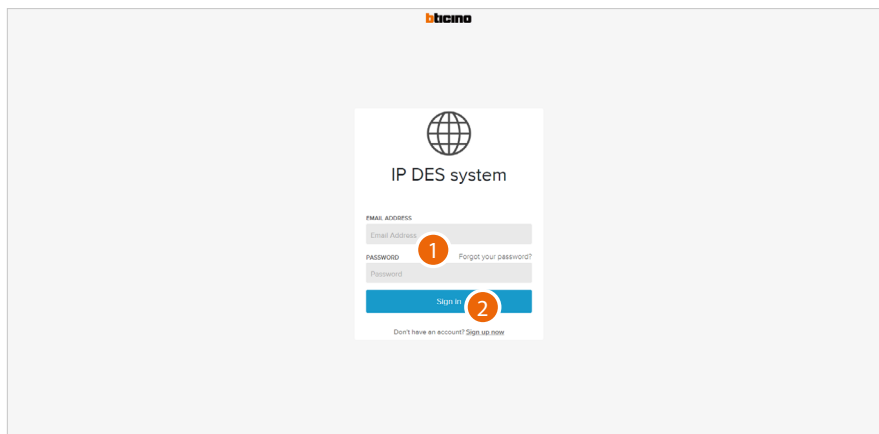 bticino
IP DES system
EMAIL ADDRESS
Email Address
1
PASSWORD
Forgot your password?
Password
Sign in
2
Don't have an account? Sign up now